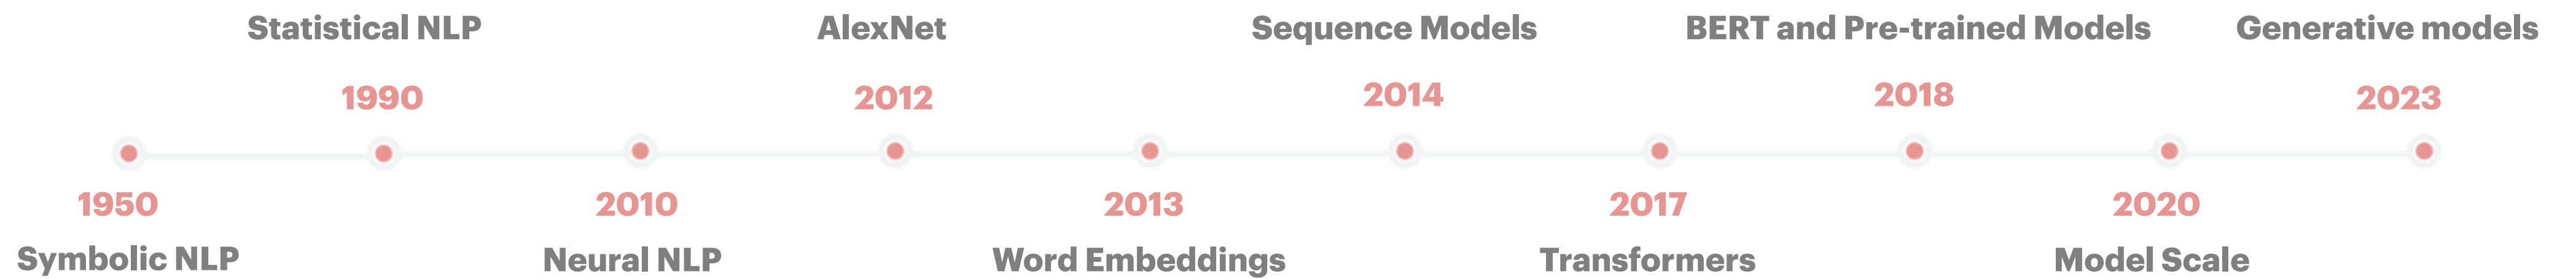 Statistical NLP
AlexNet
Sequence Models
BERT and Pre-trained Models
Generative models
1990
2012
2014
2018
2023
1950
2010
2013
2017
2020
Symbolic NLP
Neural NLP
Word Embeddings
Transformers
Model Scale